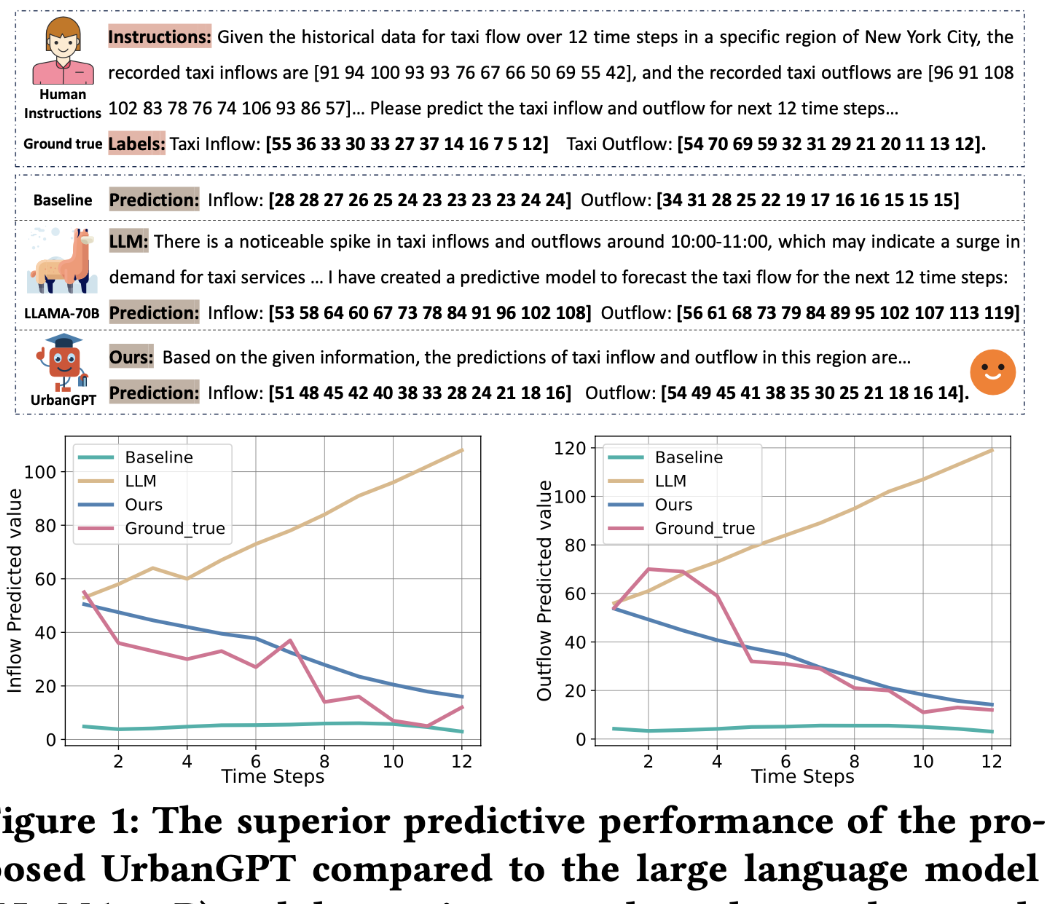 Instructions: Given the historical data for taxi flow over 12 time steps in a specific region of New York City, the
recorded taxi inflows are [91 94 100 93 93 76 67 66 50 69 55 42], and the recorded taxi outflows are [96 91 108
102 83 78 76 74 106 93 86 57]... Please predict the taxi inflow and outflow for next 12 time steps...
Human
Instructions
Ground true Labels: Taxi Inflow: [55 36 33 30 33 27 37 14 16 7 5 12] Taxi Outflow: [54 70 69 59 32 31 29 21 20 11 13 12].
Baseline Prediction: Inflow: [28 28 27 26 25 24 23 23 23 23 24 24] Outflow: [34 31 28 25 22 19 17 16 16 15 15 15]
LLM: There is a noticeable spike in taxi inflows and outflows around 10:00-11:00, which may indicate a surge in
demand for taxi services ... I have created a predictive model to forecast the taxi flow for the next 12 time steps:
LLAMA-70B Prediction: Inflow: [53 58 64 60 67 73 78 84 91 96 102 108] Outflow: [56 61 68 73 79 84 89 95 102 107 113 119]
Ours: Based on the given information, the predictions of taxi inflow and outflow in this region are...
UrbanGPT Prediction: Inflow: [51 48 45 42 40 38 33 28 24 21 18 16] Outflow: [54 49 45 41 38 35 30 25 21 18 16 14].
Inflow Predicted value
100
80
60
40
20
0
Baseline
LLM
Ours
Ground_true
2 4 6 8 10 12
Time Steps
Outflow Predicted value
120
100
80
60
40
20
0
Baseline
LLM
Ours
Ground_true
2 4 6 8 10 12
Time Steps
igure 1: The superior predictive performance of the pro-
osed UrbanGPT compared to the large language model